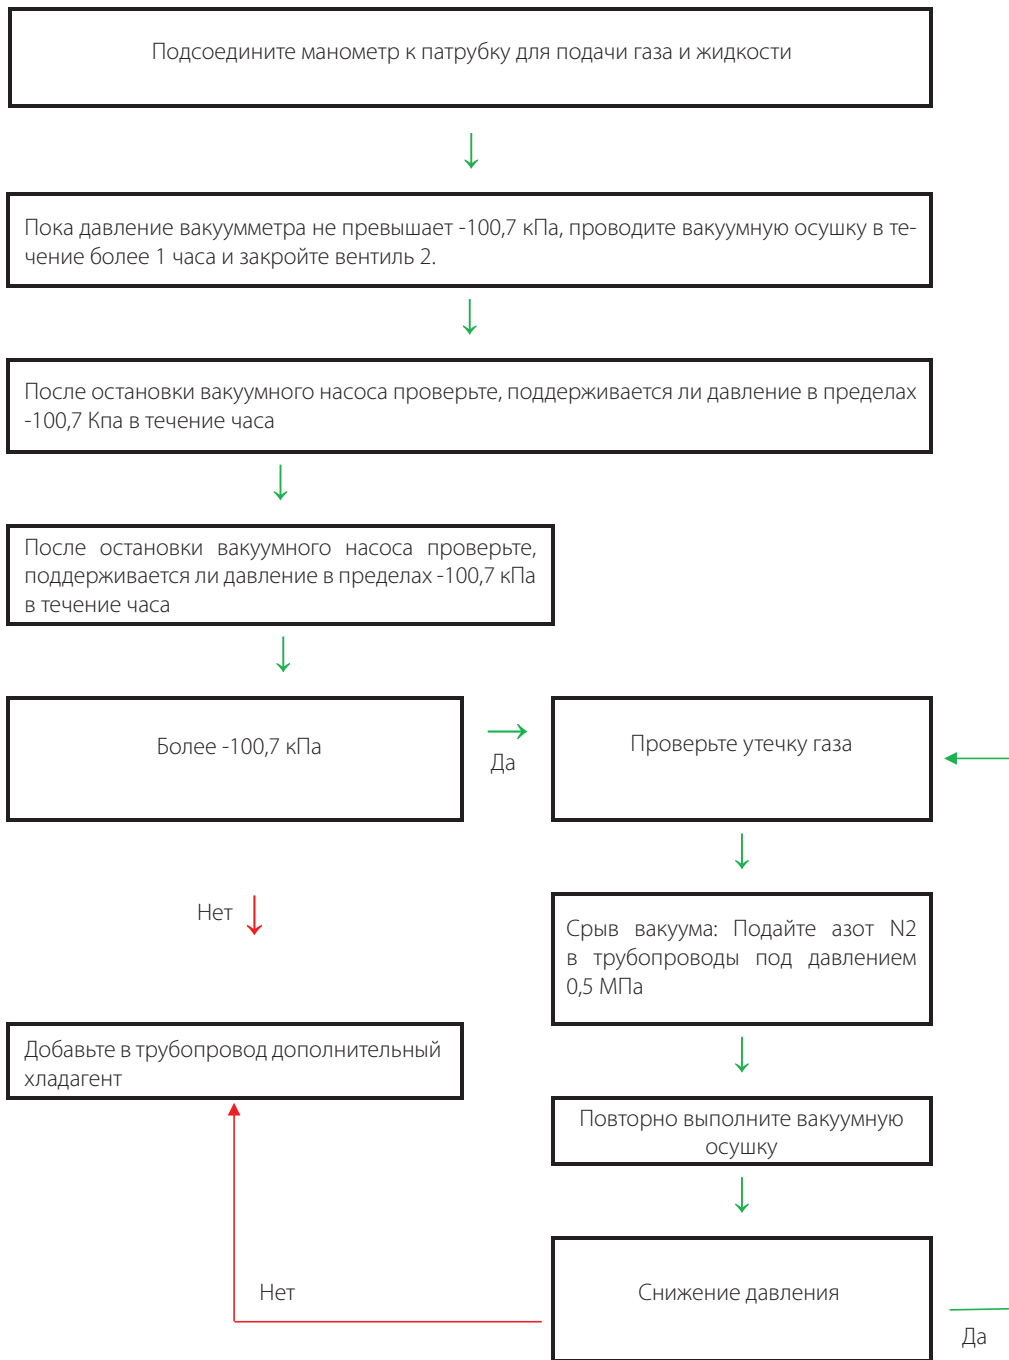 Подсоедините манометр к патрубку для подачи газа и жидкости
Пока давление вакуумметра не превышает -100,7 кПа, проводите вакуумную осушку в те-
чение более 1 часа и закройте вентиль 2.
После остановки вакуумного насоса проверьте, поддерживается ли давление в пределах
-100,7 Кпа в течение часа
После остановки вакуумного насоса проверьте,
поддерживается ли давление в пределах -100,7 кПа
в течение часа
Более -100,7 кПа
Да
Проверьте утечку газа
Нет
Срыв вакуума: Подайте азот N2
в трубопроводы под давлением
0,5 МПа
Добавьте в трубопровод дополнительный
хладагент
Повторно выполните вакуумную
осушку
Нет
Снижение давления
Да